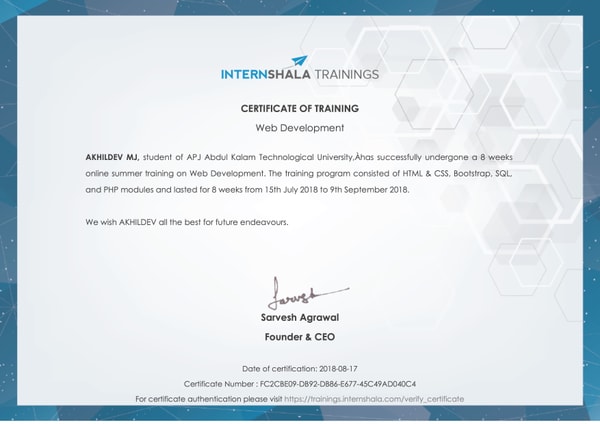 INTERNSHALA TRAININGS
CERTIFICATE OF TRAINING
Web Development
AKHILDEV MJ, student of APJ Abdul Kalam Technological University,Âhas successfully undergone a 8 weeks
online summer training on Web Development. The training program consisted of HTML & CSS, Bootstrap, SQL,
and PHP modules and lasted for 8 weeks from 15th July 2018 to 9th September 2018.
We wish AKHILDEV all the best for future endeavours.
Sarvesh
Sarvesh Agrawal
Founder & CEO
Date of certification: 2018-08-17
Certificate Number : FC2CBE09-DB92-D886-E677-45C49AD040C4
For certificate authentication please visit https://trainings.internshala.com/verify_certificate